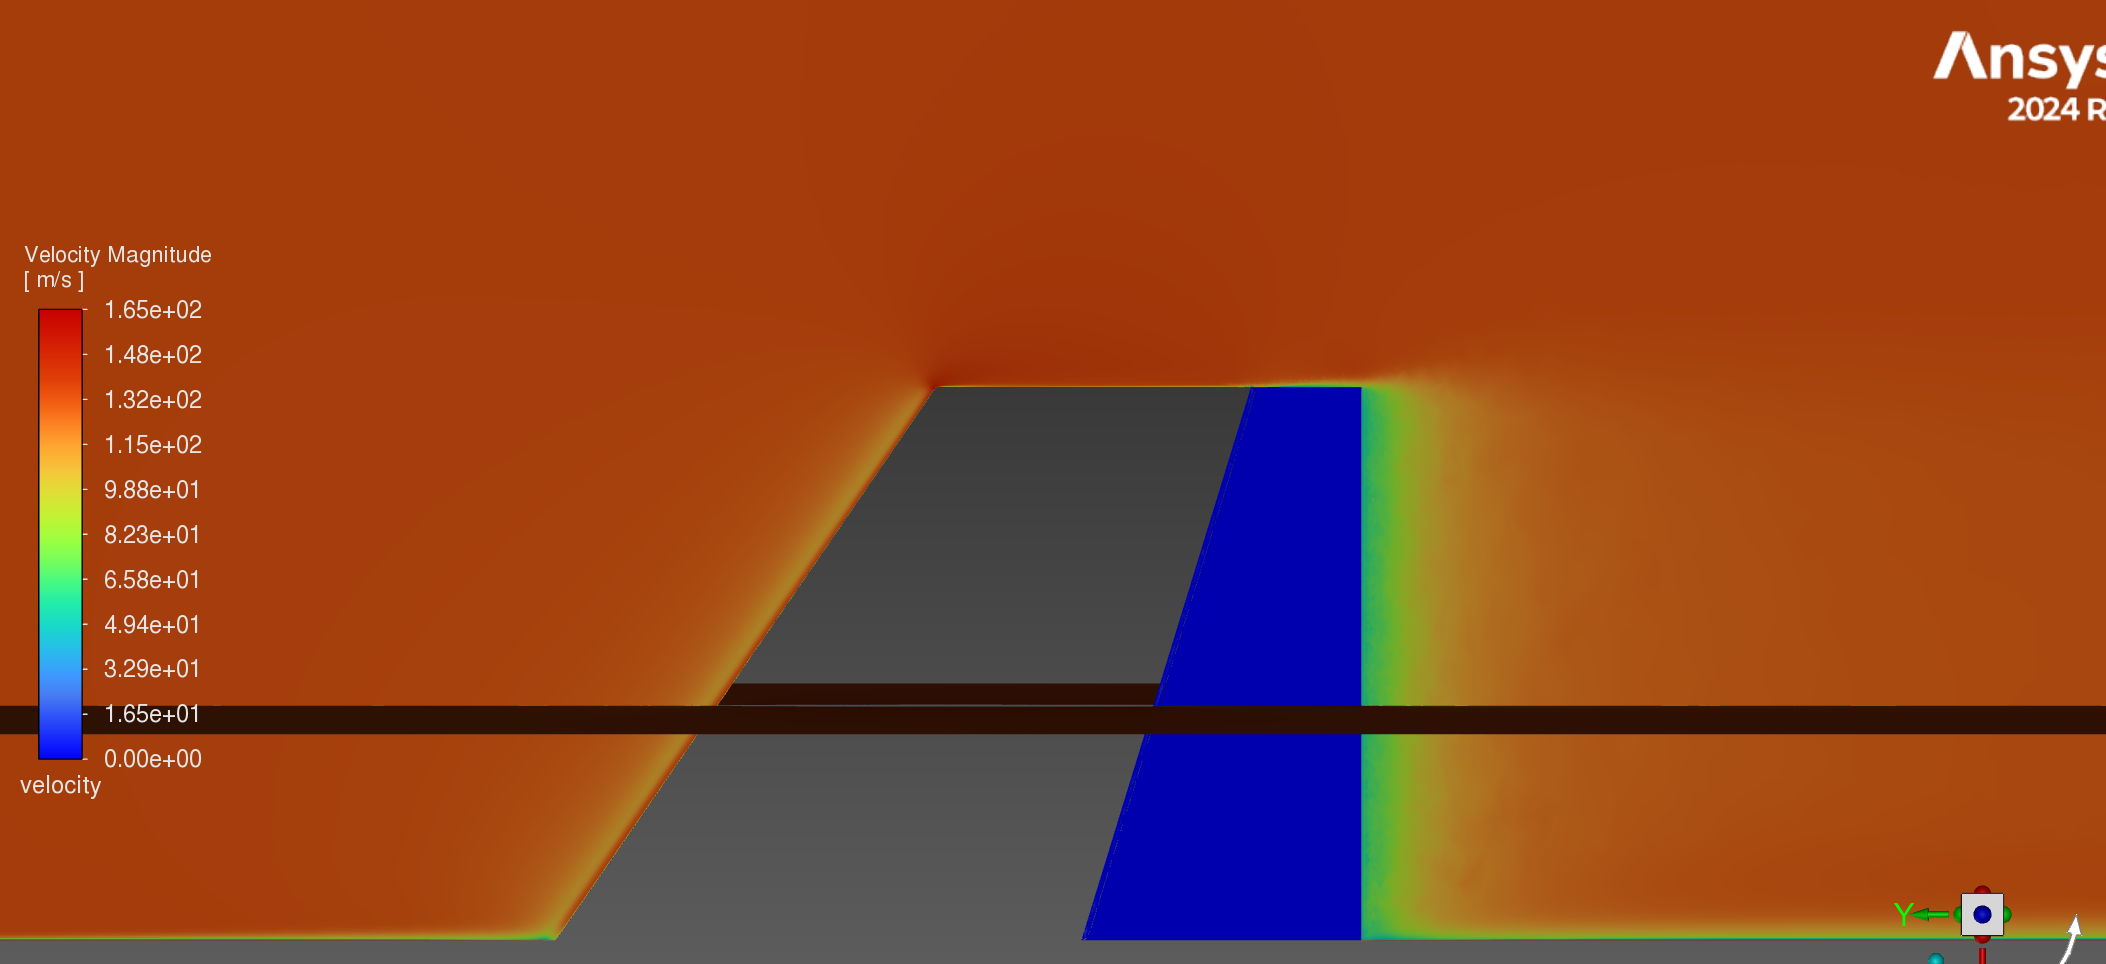 Ansys
2024 R
Velocity Magnitude
[ m/s ]
1.65e+02
1.48e+02
1.32e+02
1.15e+02
9.88e+01
8.23e+01
6.58e+01
4.94e+01
3.29e+01
1.65e+01
0.00e+00
velocity
Y